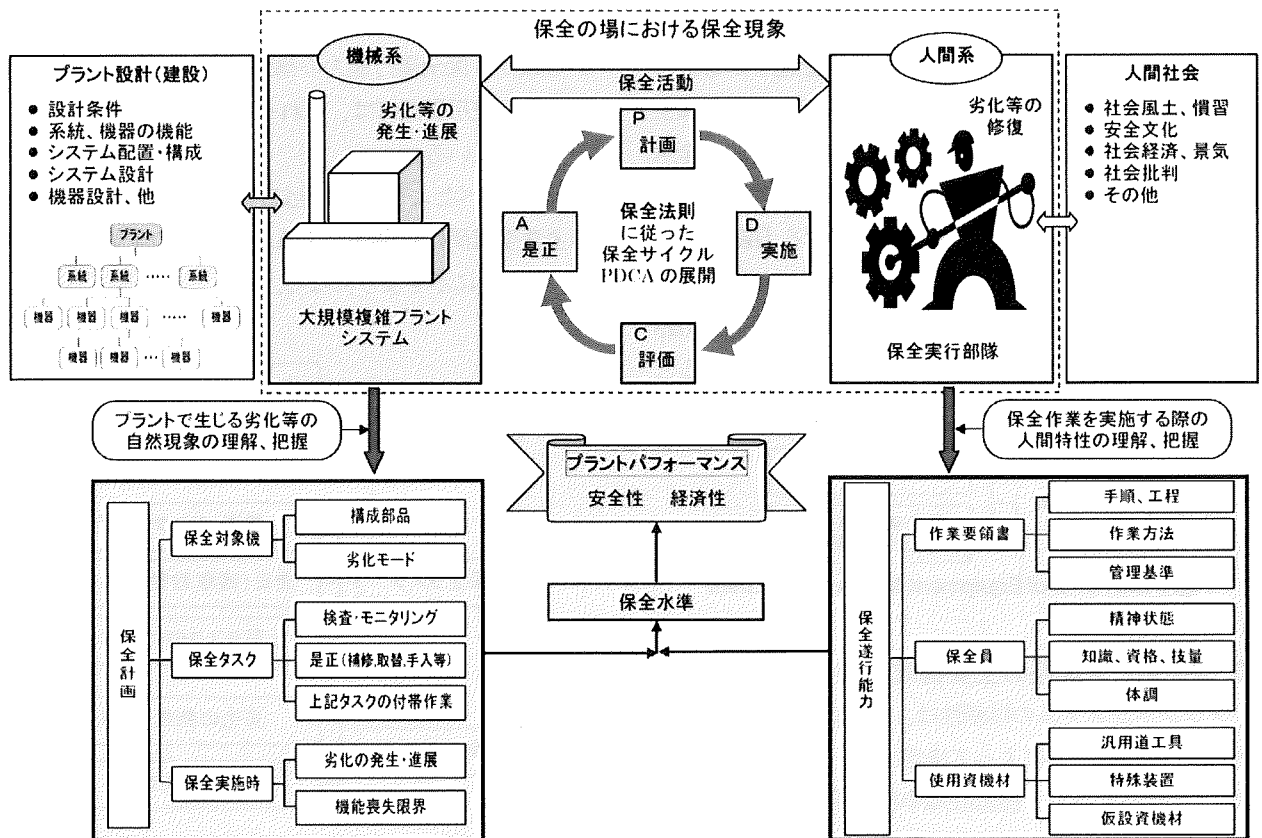 保全の場における保全現象
プラント設計(建設)
● 設計条件
● 系統、機器の機能
● システム配置・構成
● システム設計
● 機器設計、他
プラント
系統 系統 ····· 系統
機器 機器 機器 ····· 機器
機器 機器 ··· 機器
機械系
劣化等の
発生・進展
大規模複雑プラント
システム
保全活動
P
計画
D
実施
C
評価
A
是正
保全法則
に従った
保全サイクル
PDCAの展開
人間系
劣化等の
修復
保全実行部隊
人間社会
● 社会風土、慣習
● 安全文化
● 社会経済、景気
● 社会批判
● その他
プラントで生じる劣化等の
自然現象の理解、把握
保全作業を実施する際の
人間特性の理解、把握
プラントパフォーマンス
安全性 経済性
保全水準
保全計画
保全対象機
構成部品
劣化モード
保全タスク
検査・モニタリング
是正(補修,取替,手入等)
上記タスクの付帯作業
保全実施時
劣化の発生・進展
機能喪失限界
保全遂行能力
作業要領書
手順、工程
作業方法
管理基準
保全員
精神状態
知識、資格、技量
体調
使用資機材
汎用道工具
特殊装置
仮設資機材